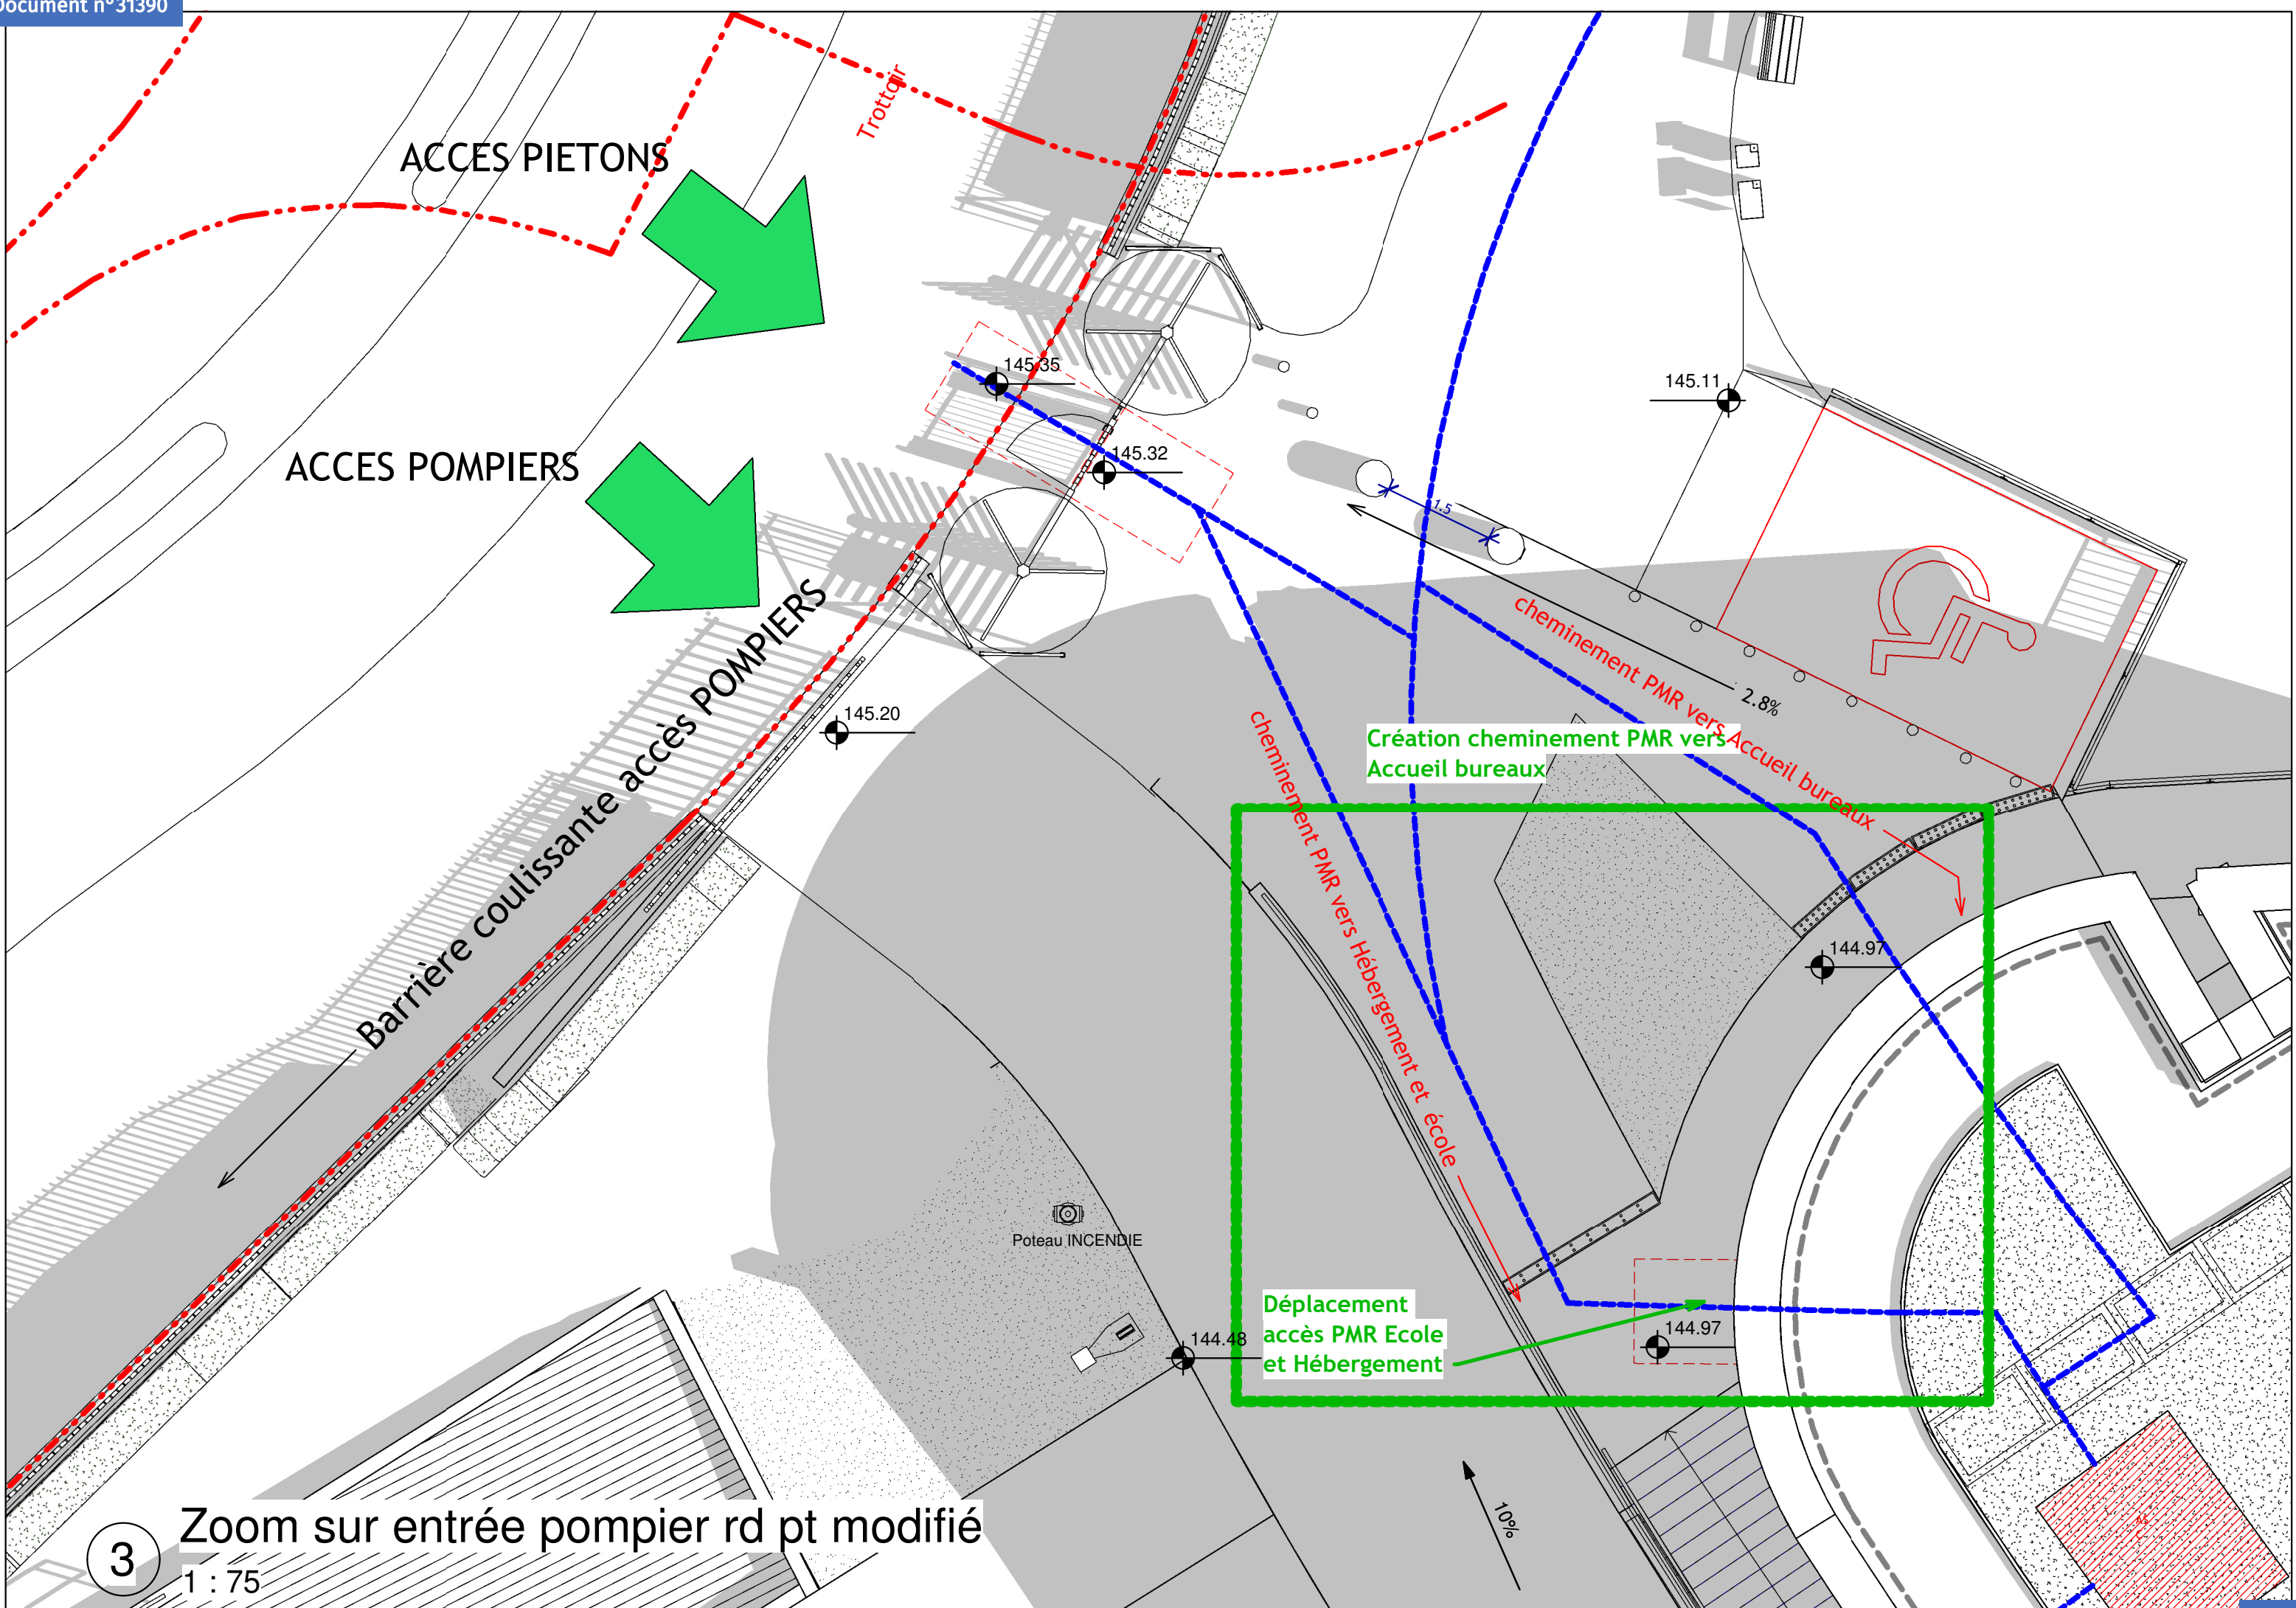 Document n°31390
Trottoir
ACCES PIETONS
145.35
145.11
ACCES POMPIERS
145.32
1.5
Barrière coulissante accès POMPIERS
145.20
cheminement PMR vers Accueil bureaux
2.8%
Création cheminement PMR vers
Accueil bureaux
cheminement PMR vers Hébergement et école
144.97
Poteau INCENDIE
Déplacement
accès PMR Ecole
et Hébergement
144.48
144.97
10%
3
Zoom sur entrée pompier rd pt modifié
1 : 75